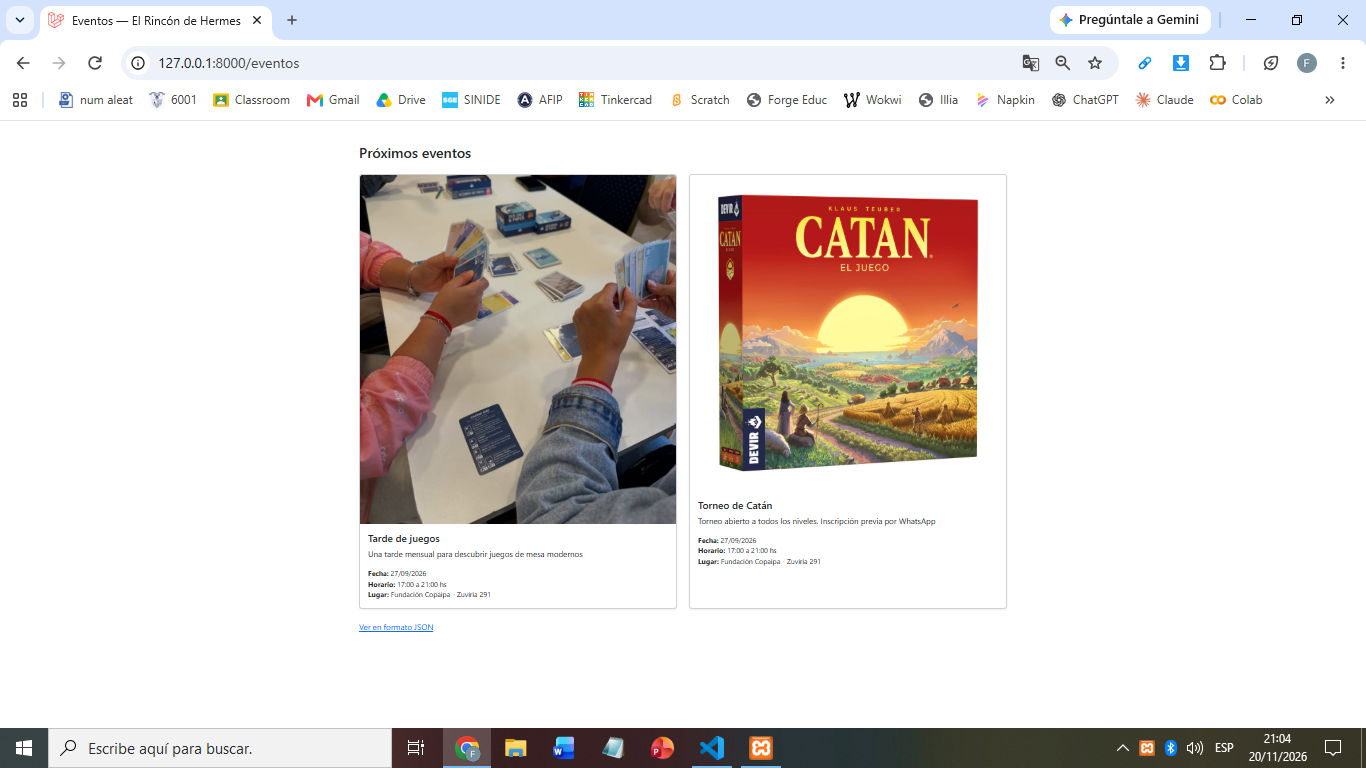 Eventos — El Rincón de Hermes
Pregúntale a Gemini
127.0.0.1:8000/eventos
F
num aleat
6001
Classroom
Gmail
Drive
SGE
SINIDE
A
AFIP
Tinkercad
Scratch
Forge Educ
Wokwi
Illia
Napkin
ChatGPT
Claude
Colab
»
Próximos eventos
DEVIR
KLAUS TEUBER
CATAN
EL JUEGO
CATAN
DEVIR
Tarde de juegos
Una tarde mensual para descubrir juegos de mesa modernos
Fecha: 27/09/2026
Horario: 17:00 a 21:00 hs
Lugar: Fundación Copaipa · Zuviría 291
Torneo de Catán
Torneo abierto a todos los niveles. Inscripción previa por WhatsApp
Fecha: 27/09/2026
Horario: 17:00 a 21:00 hs
Lugar: Fundación Copaipa · Zuviría 291
Ver en formato JSON
Escribe aquí para buscar.
F
ESP
21:04
20/11/2026